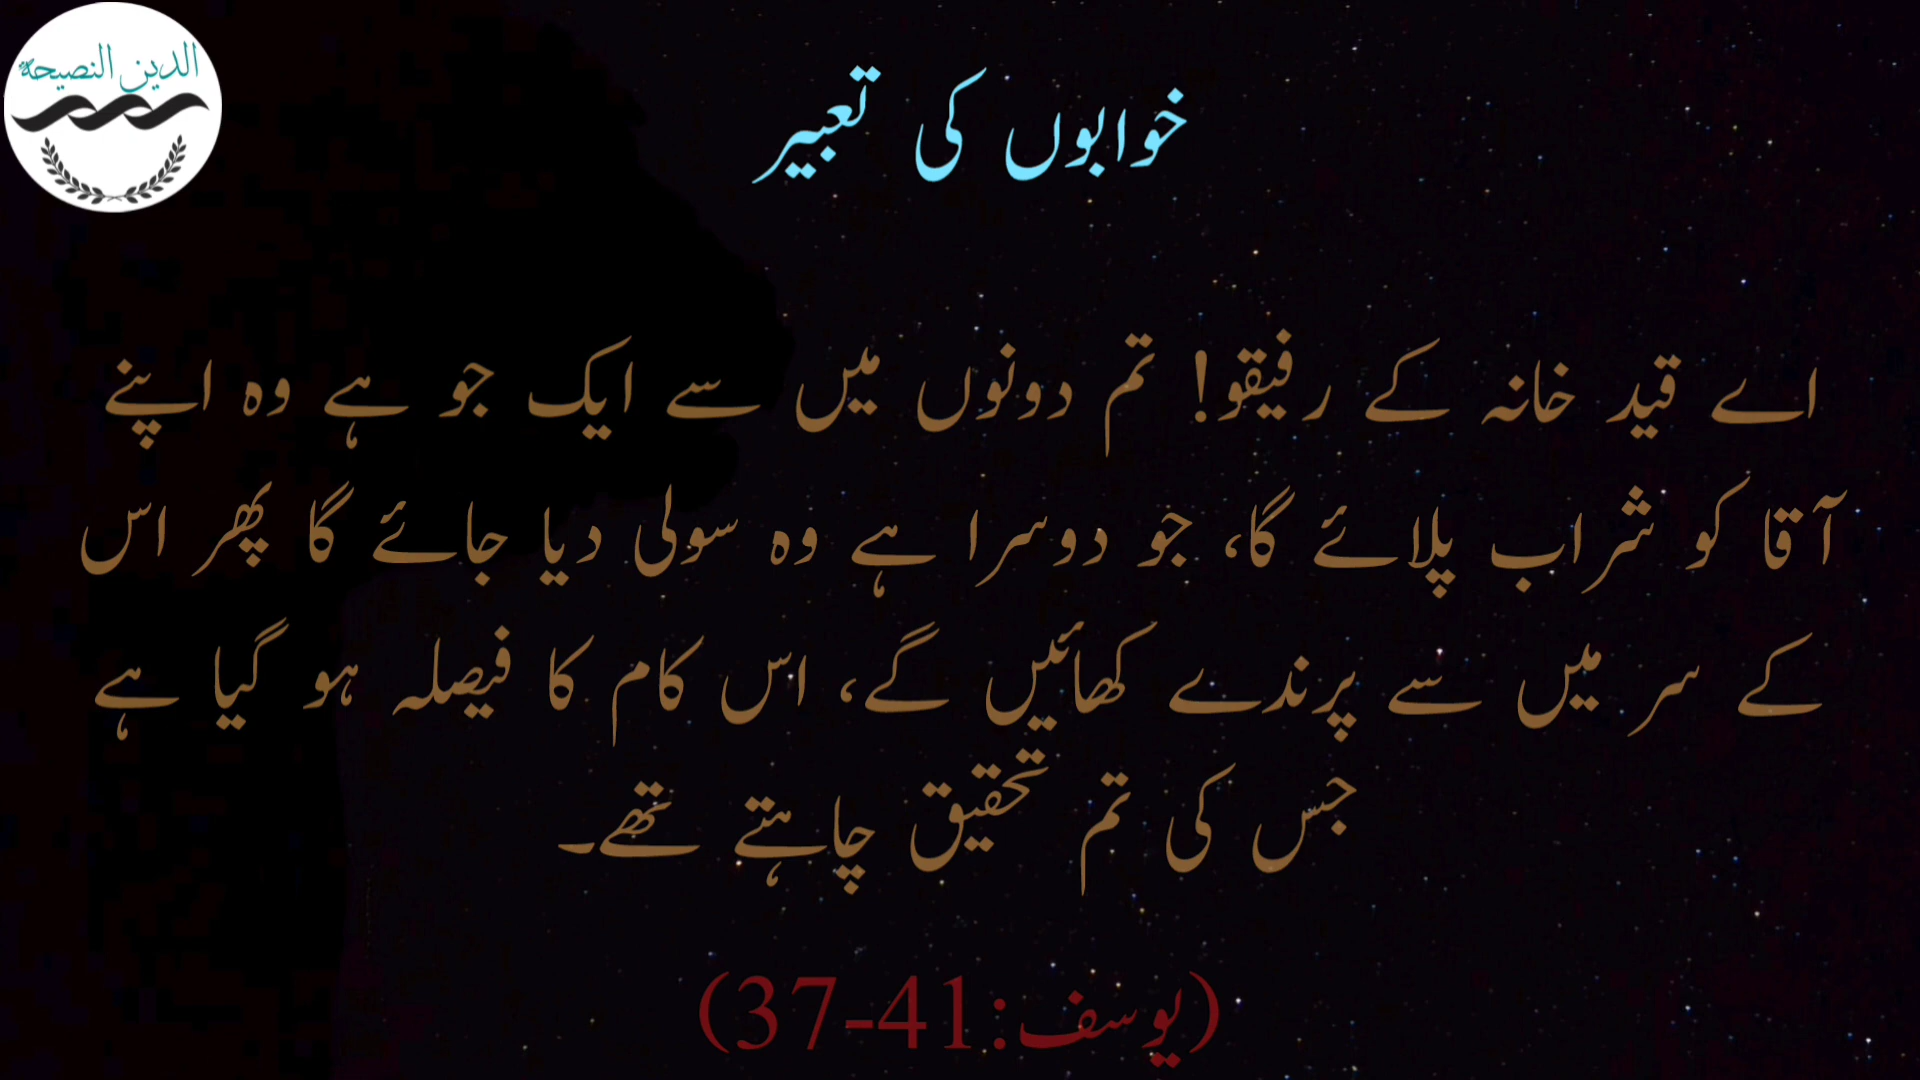 الدین النصیحہ
خوابوں کی تعبیر
اے قید خانہ کے رفیقو! تم دونوں میں سے ایک جو ہے وہ اپنے
آقا کو شراب پلائے گا، جو دوسرا ہے وہ سولی دیا جائے گا پھر اس
کے سر میں سے پرندے کھائیں گے، اس کام کا فیصلہ ہو گیا ہے
جس کی تم تحقیق چاہتے تھے۔
(یوسف:41-37)